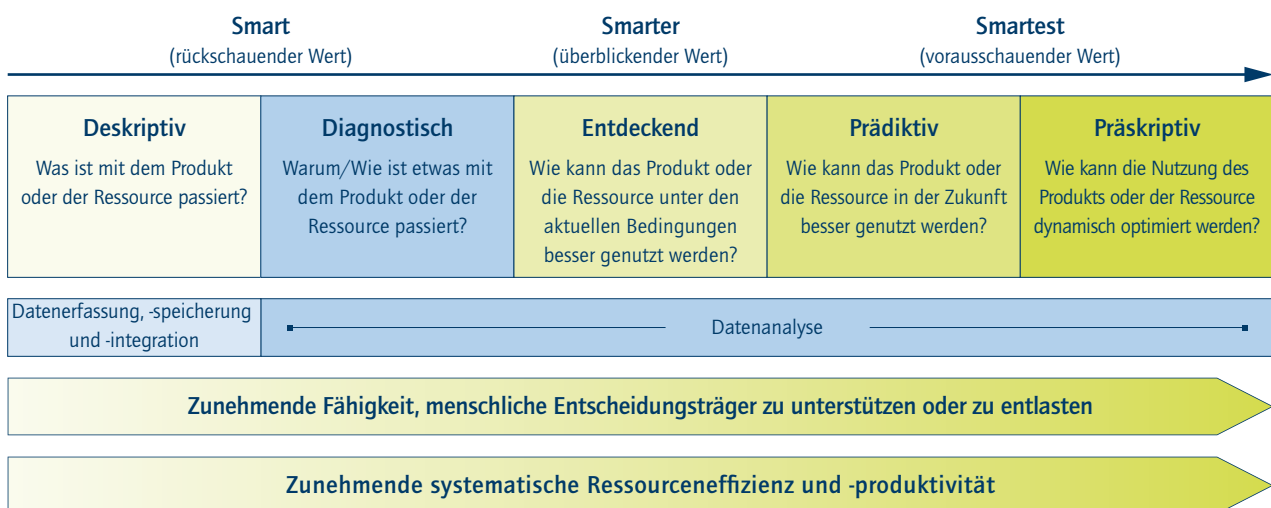 Smart
(rückschauender Wert)
Smarter
(überblickender Wert)
Smartest
(vorausschauender Wert)
Deskriptiv
Was ist mit dem Produkt
oder der Ressource passiert?
Diagnostisch
Warum/Wie ist etwas mit
dem Produkt oder der
Ressource passiert?
Entdeckend
Wie kann das Produkt oder
die Ressource unter den
aktuellen Bedingungen
besser genutzt werden?
Prädiktiv
Wie kann das Produkt oder
die Ressource in der Zukunft
besser genutzt werden?
Präskriptiv
Wie kann die Nutzung des
Produkts oder der Ressource
dynamisch optimiert werden?
Datenerfassung, -speicherung
und -integration
Datenanalyse
Zunehmende Fähigkeit, menschliche Entscheidungsträger zu unterstützen oder zu entlasten
Zunehmende systematische Ressourceneffizienz und -produktivität